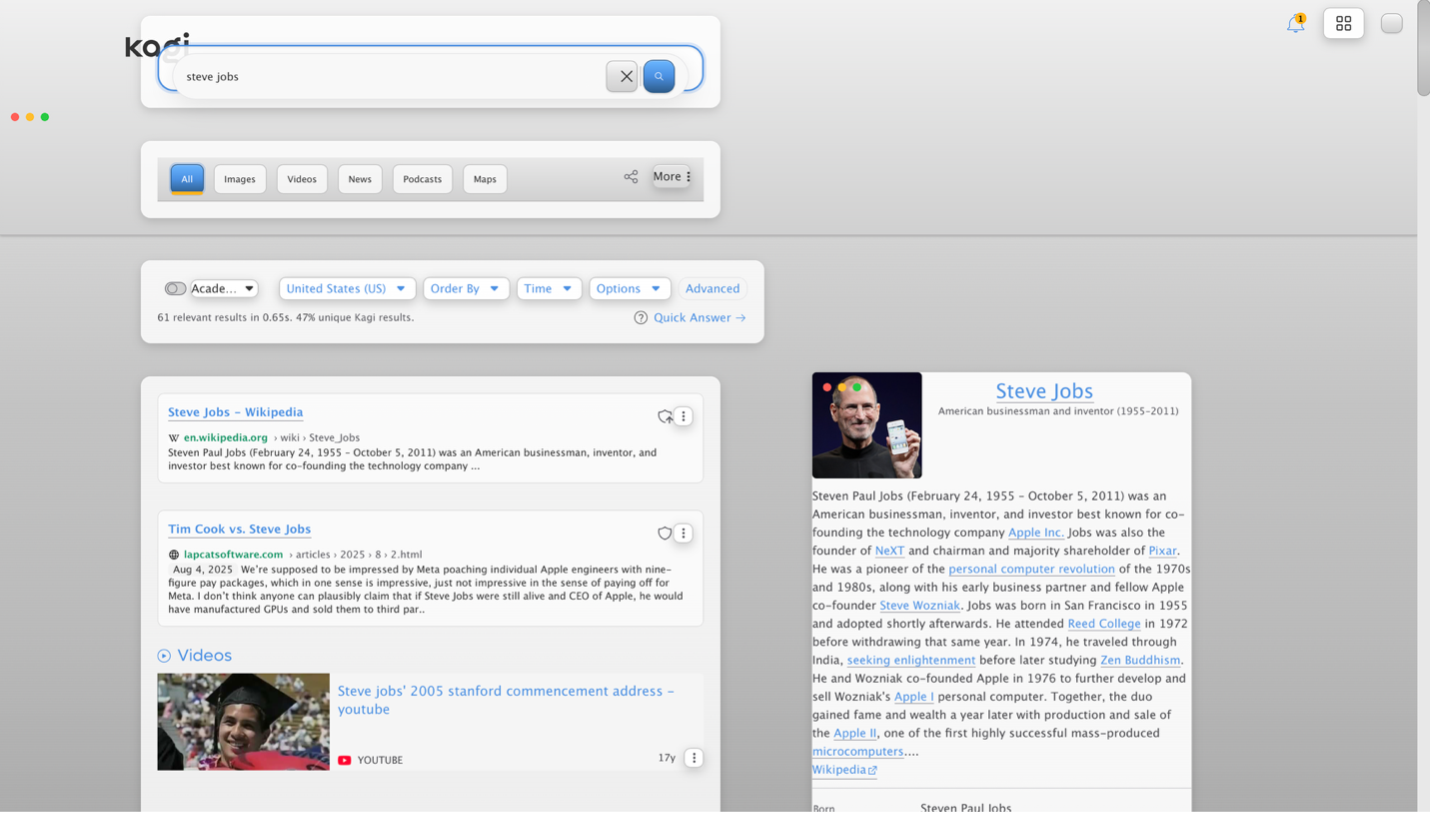 kagi
1
steve jobs
All
Images
Videos
News
Podcasts
Maps
More
Acade...
United States (US)
Order By
Time
Options
Advanced
61 relevant results in 0.65s. 47% unique Kagi results.
Quick Answer →
Steve Jobs - Wikipedia
W en.wikipedia.org › wiki › Steve_Jobs
Steven Paul Jobs (February 24, 1955 - October 5, 2011) was an American businessman, inventor, and
investor best known for co-founding the technology company ...
Tim Cook vs. Steve Jobs
lapcatsoftware.com › articles › 2025 › 8 › 2.html
Aug 4, 2025 We're supposed to be impressed by Meta poaching individual Apple engineers with nine-
figure pay packages, which in one sense is impressive, just not impressive in the sense of paying off for
Meta. I don't think anyone can plausibly claim that if Steve Jobs were still alive and CEO of Apple, he would
have manufactured GPUs and sold them to third par..
Videos
Steve jobs' 2005 stanford commencement address -
youtube
YOUTUBE
17y
Steve Jobs
American businessman and inventor (1955-2011)
Steven Paul Jobs (February 24, 1955 - October 5, 2011) was an
American businessman, inventor, and investor best known for co-
founding the technology company Apple Inc. Jobs was also the
founder of NeXT and chairman and majority shareholder of Pixar.
He was a pioneer of the personal computer revolution of the 1970s
and 1980s, along with his early business partner and fellow Apple
co-founder Steve Wozniak. Jobs was born in San Francisco in 1955
and adopted shortly afterwards. He attended Reed College in 1972
before withdrawing that same year. In 1974, he traveled through
India, seeking enlightenment before later studying Zen Buddhism.
He and Wozniak co-founded Apple in 1976 to further develop and
sell Wozniak's Apple I personal computer. Together, the duo
gained fame and wealth a year later with production and sale of
the Apple II, one of the first highly successful mass-produced
microcomputers....
Wikipedia
Born
Steven Paul Jobs